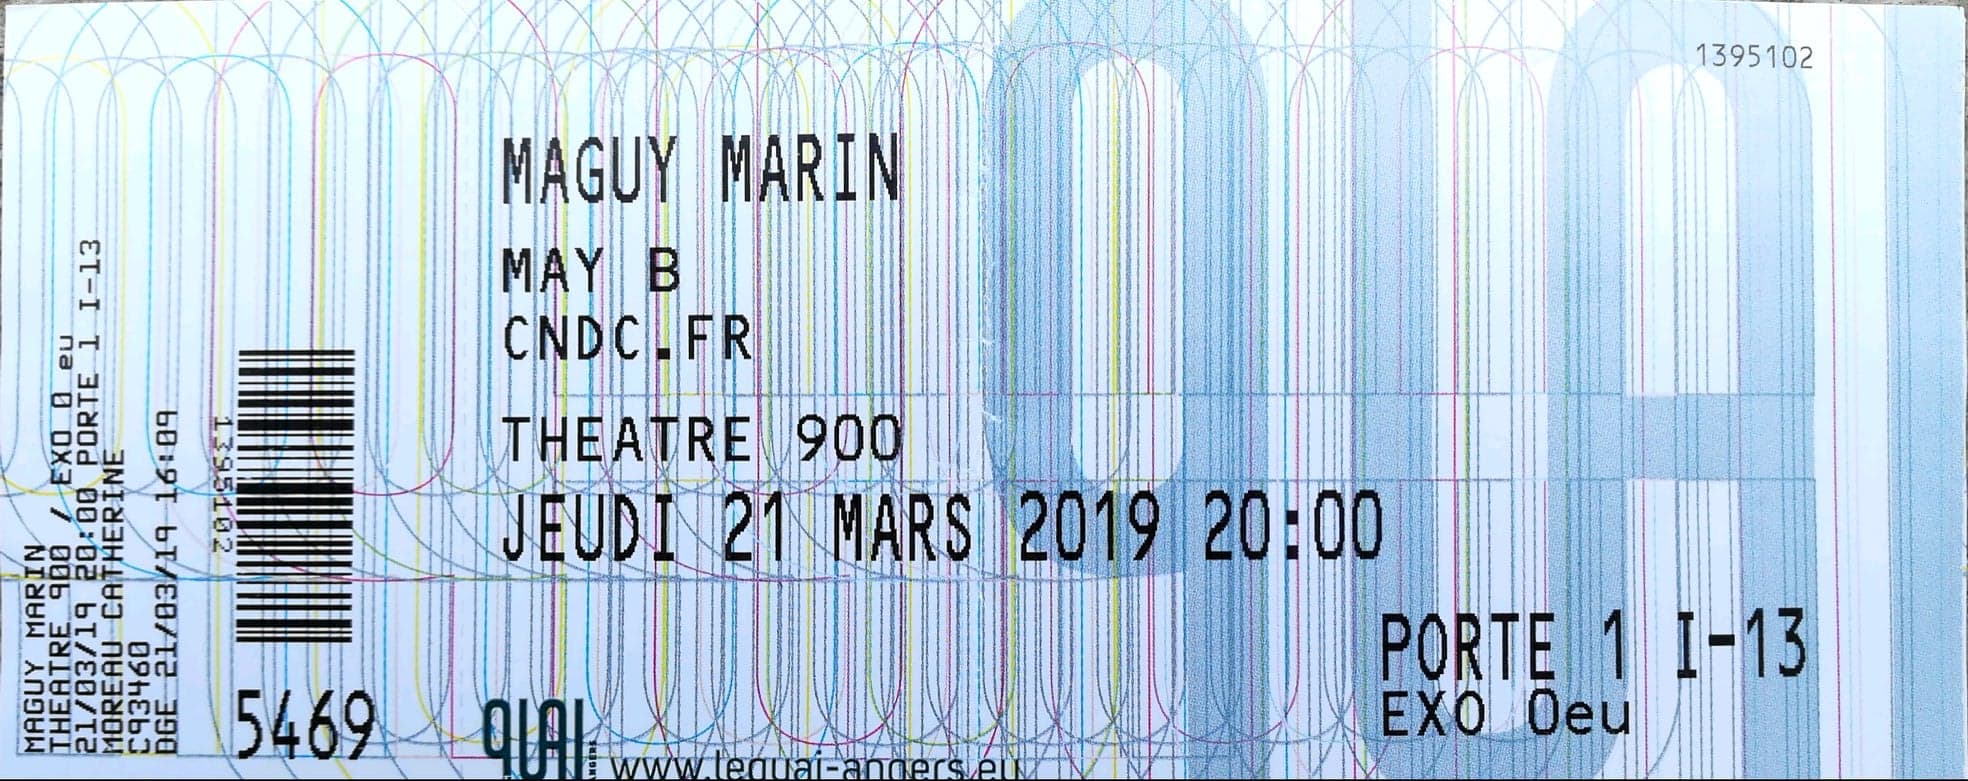 MAGUY MARIN
THEATRE 900 / EXO 0 eu
21/03/19 20:00 PORTE 1 I-13
MOREAU CATHERINE
C93460
DGE 21/03/19 16:09
1395102
5469
1395102
MAGUY MARIN
MAY B
CNDC.FR
THEATRE 900
JEUDI 21 MARS 2019 20:00
PORTE 1 I-13
EXO 0eu
QUAI
ANGERS
www.lequai-angers.eu